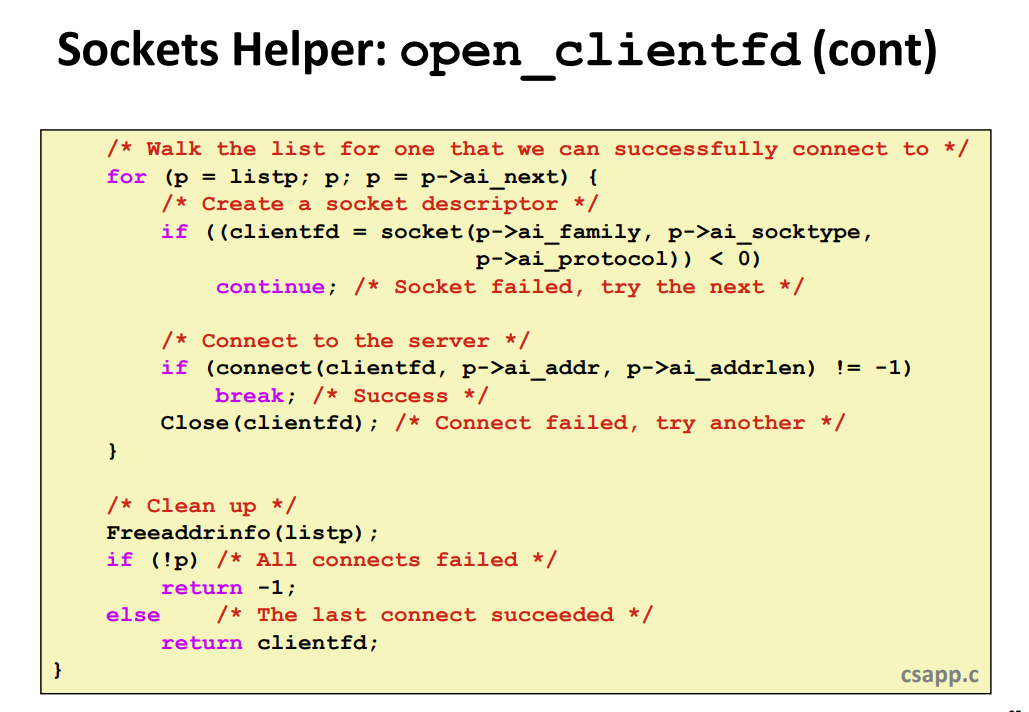 Sockets Helper: open_clientfd (cont)
/* Walk the list for one that we can successfully connect to */
for (p = listp; p; p = p->ai_next) {
/* Create a socket descriptor */
if ((clientfd = socket(p->ai_family, p->ai_socktype,
p->ai_protocol)) < 0)
continue; /* Socket failed, try the next */
/* Connect to the server */
if (connect(clientfd, p->ai_addr, p->ai_addrlen) != -1)
break; /* Success */
Close(clientfd); /* Connect failed, try another */
}
/* Clean up */
Freeaddrinfo(listp);
if (!p) /* All connects failed */
return -1;
else /* The last connect succeeded */
return clientfd;
}
csapp.c